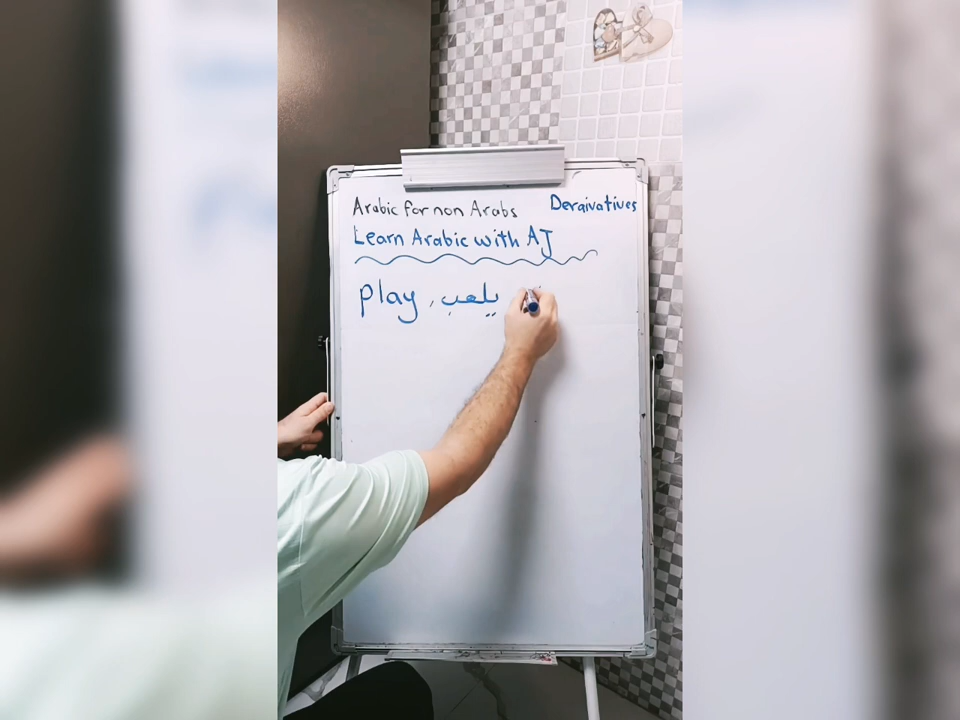 Arabic for non Arabs
Deraivatives
Learn Arabic with AJ
play , يلعب